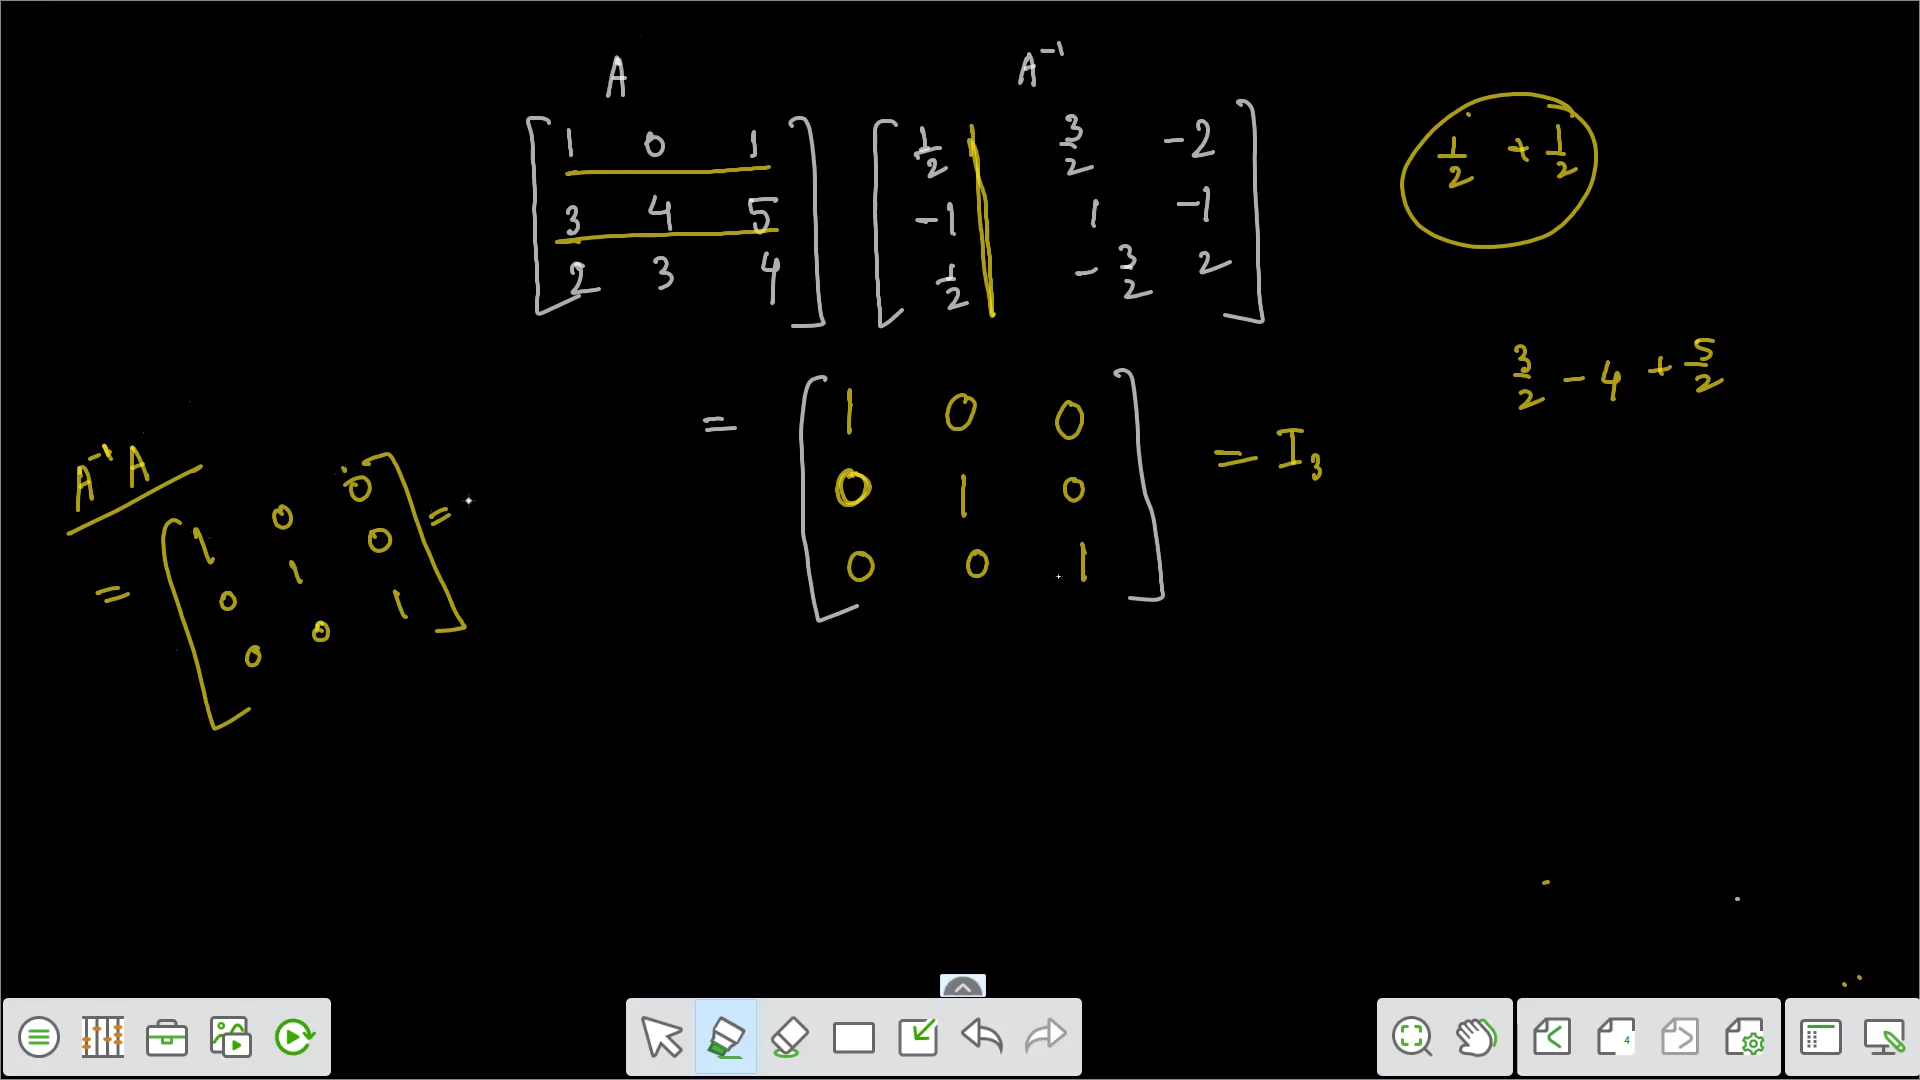 A A⁻¹
[1 0 1 [1/2 3/2 -2
3 4 5 -1 1 -1
2 3 4] 1/2 -3/2 2]
1/2 + 1/2
3/2 - 4 + 5/2
= [1 0 0
0 1 0
0 0 1] = I₃
A⁻¹A
= [1 0 0
0 1 0
0 0 1] =
4